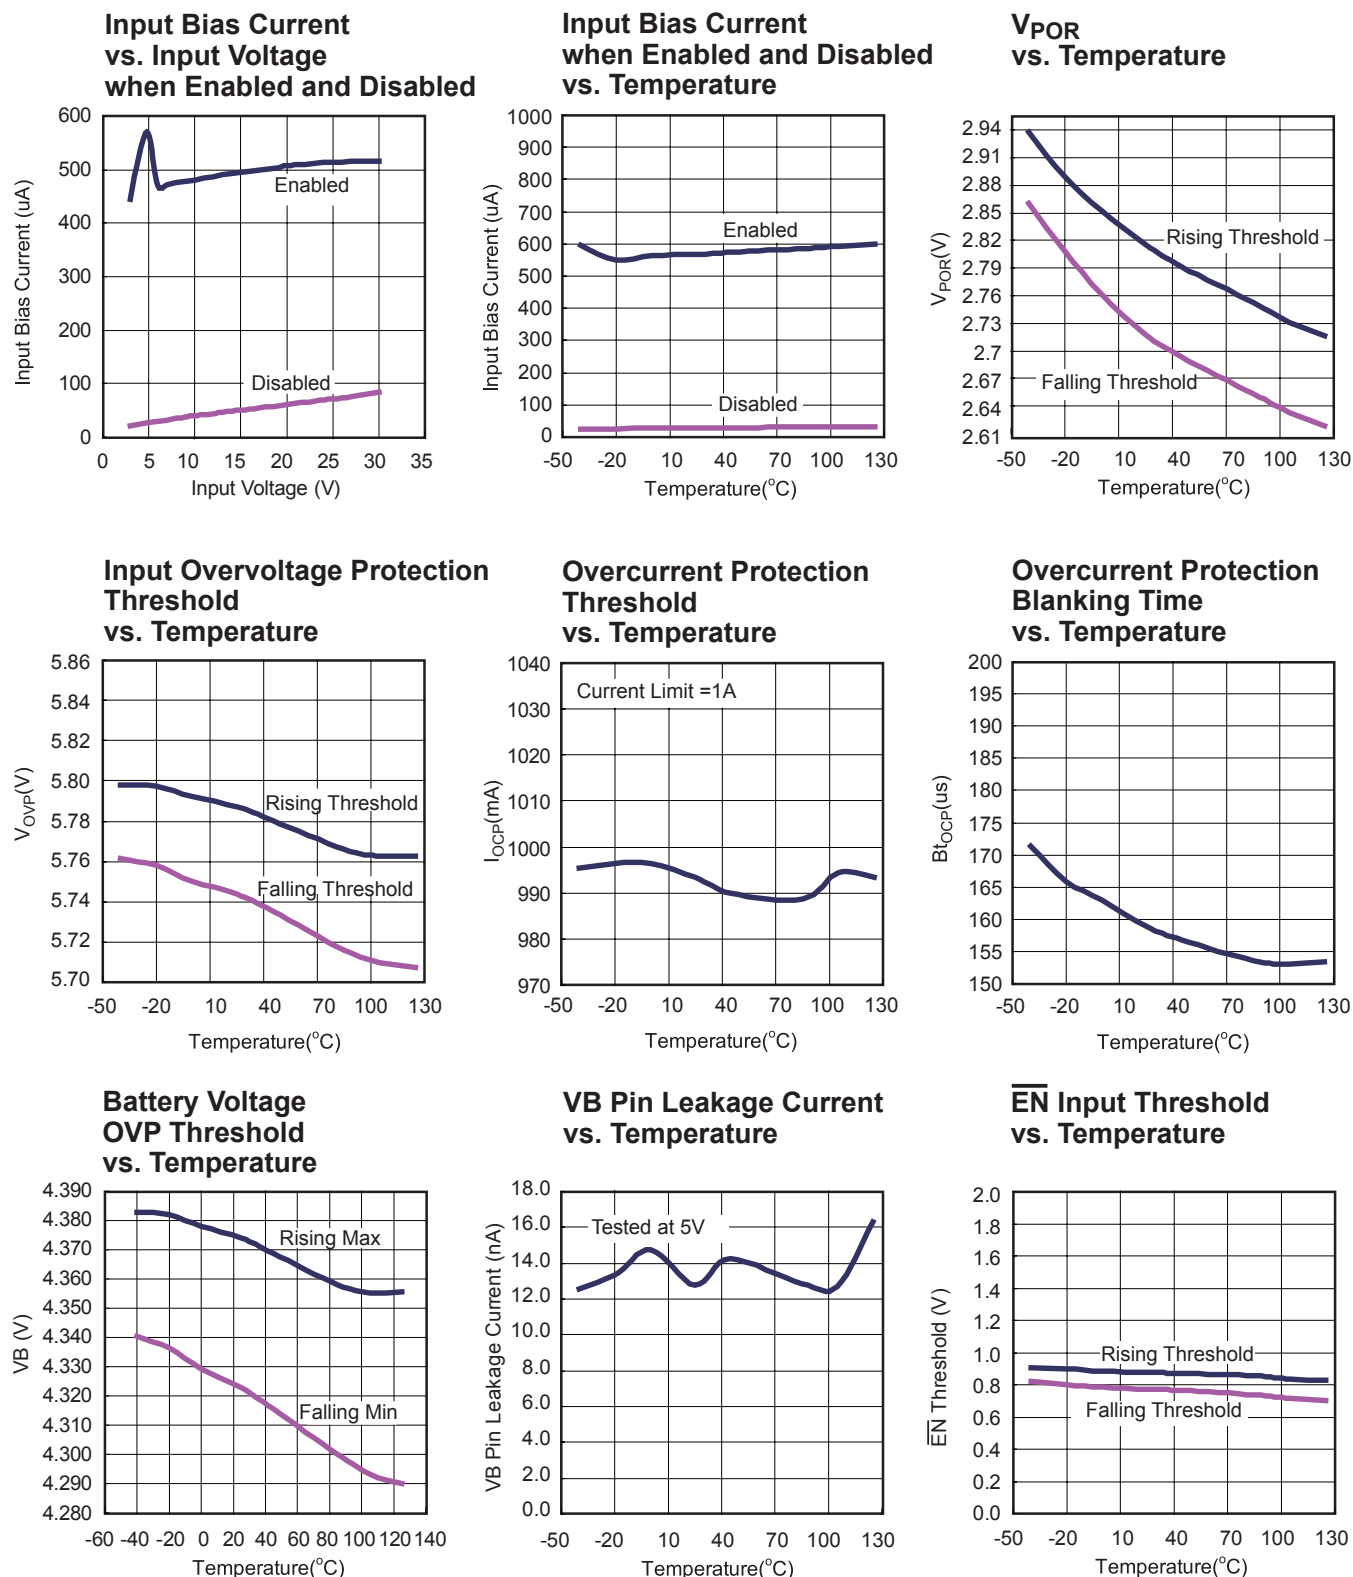 Input Bias Current
vs. Input Voltage
when Enabled and Disabled
600
500
400
300
200
100
0
0 5 10 15 20 25 30 35
Input Bias Current (uA)
Enabled
Disabled
Input Voltage (V)
Input Bias Current
when Enabled and Disabled
vs. Temperature
1000
900
800
700
600
500
400
300
200
100
0
-50 -20 10 40 70 100 130
Input Bias Current (uA)
Enabled
Disabled
Temperature(°C)
VPOR
vs. Temperature
2.94
2.91
2.88
2.85
2.82
2.79
2.76
2.73
2.7
2.67
2.64
2.61
-50 -20 10 40 70 100 130
VPOR(V)
Rising Threshold
Falling Threshold
Temperature(°C)
Input Overvoltage Protection
Threshold
vs. Temperature
5.86
5.84
5.82
5.80
5.78
5.76
5.74
5.72
5.70
-50 -20 10 40 70 100 130
VOVP(V)
Rising Threshold
Falling Threshold
Temperature(°C)
Overcurrent Protection
Threshold
vs. Temperature
1040
1030
1020
1010
1000
990
980
970
-50 -20 10 40 70 100 130
IOCP(mA)
Current Limit =1A
Temperature(°C)
Overcurrent Protection
Blanking Time
vs. Temperature
200
195
190
185
180
175
170
165
160
155
150
-50 -20 10 40 70 100 130
BtOCP(us)
Temperature(°C)
Battery Voltage
OVP Threshold
vs. Temperature
4.390
4.380
4.370
4.360
4.350
4.340
4.330
4.320
4.310
4.300
4.290
4.280
-60 -40 -20 0 20 40 60 80 100 120 140
VB (V)
Rising Max
Falling Min
Temperature(°C)
VB Pin Leakage Current
vs. Temperature
18.0
16.0
14.0
12.0
10.0
8.0
6.0
4.0
2.0
0.0
-50 -20 10 40 70 100 130
VB Pin Leakage Current (nA)
Tested at 5V
Temperature(°C)
EN Input Threshold
vs. Temperature
2.0
1.8
1.6
1.4
1.2
1.0
0.8
0.6
0.4
0.2
0.0
-50 -20 10 40 70 100 130
EN Threshold (V)
Rising Threshold
Falling Threshold
Temperature(°C)